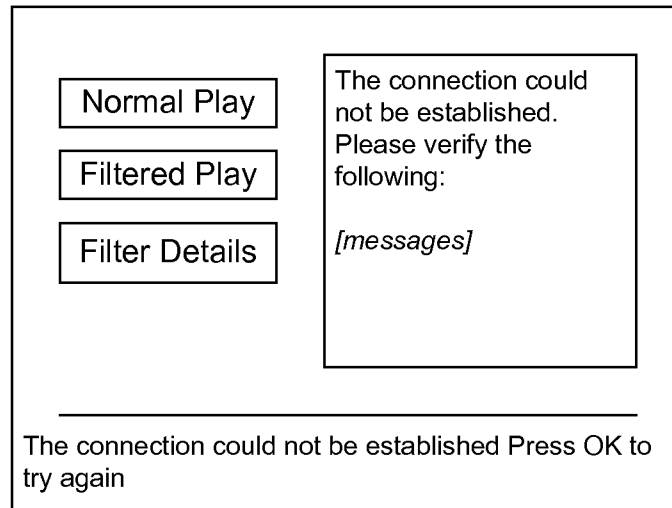 Normal Play
Filtered Play
Filter Details
The connection could
not be established.
Please verify the
following:
[messages]
The connection could not be established Press OK to
try again